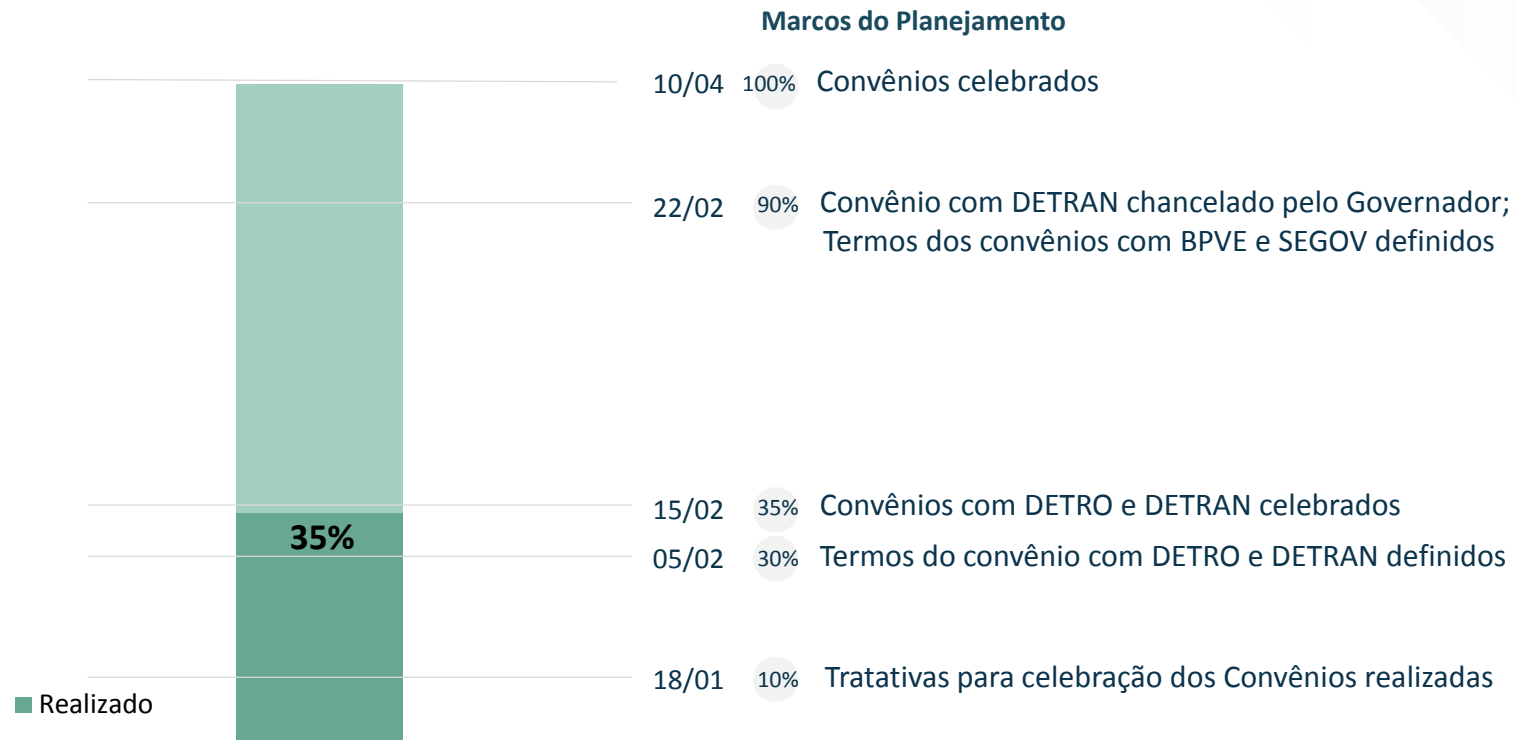 Marcos do Planejamento
10/04 100% Convênios celebrados
22/02 90% Convênio com DETRAN chancelado pelo Governador;
Termos dos convênios com BPVE e SEGOV definidos
15/02 35% Convênios com DETRO e DETRAN celebrados
35%
05/02 30% Termos do convênio com DETRO e DETRAN definidos
18/01 10% Tratativas para celebração dos Convênios realizadas
Realizado